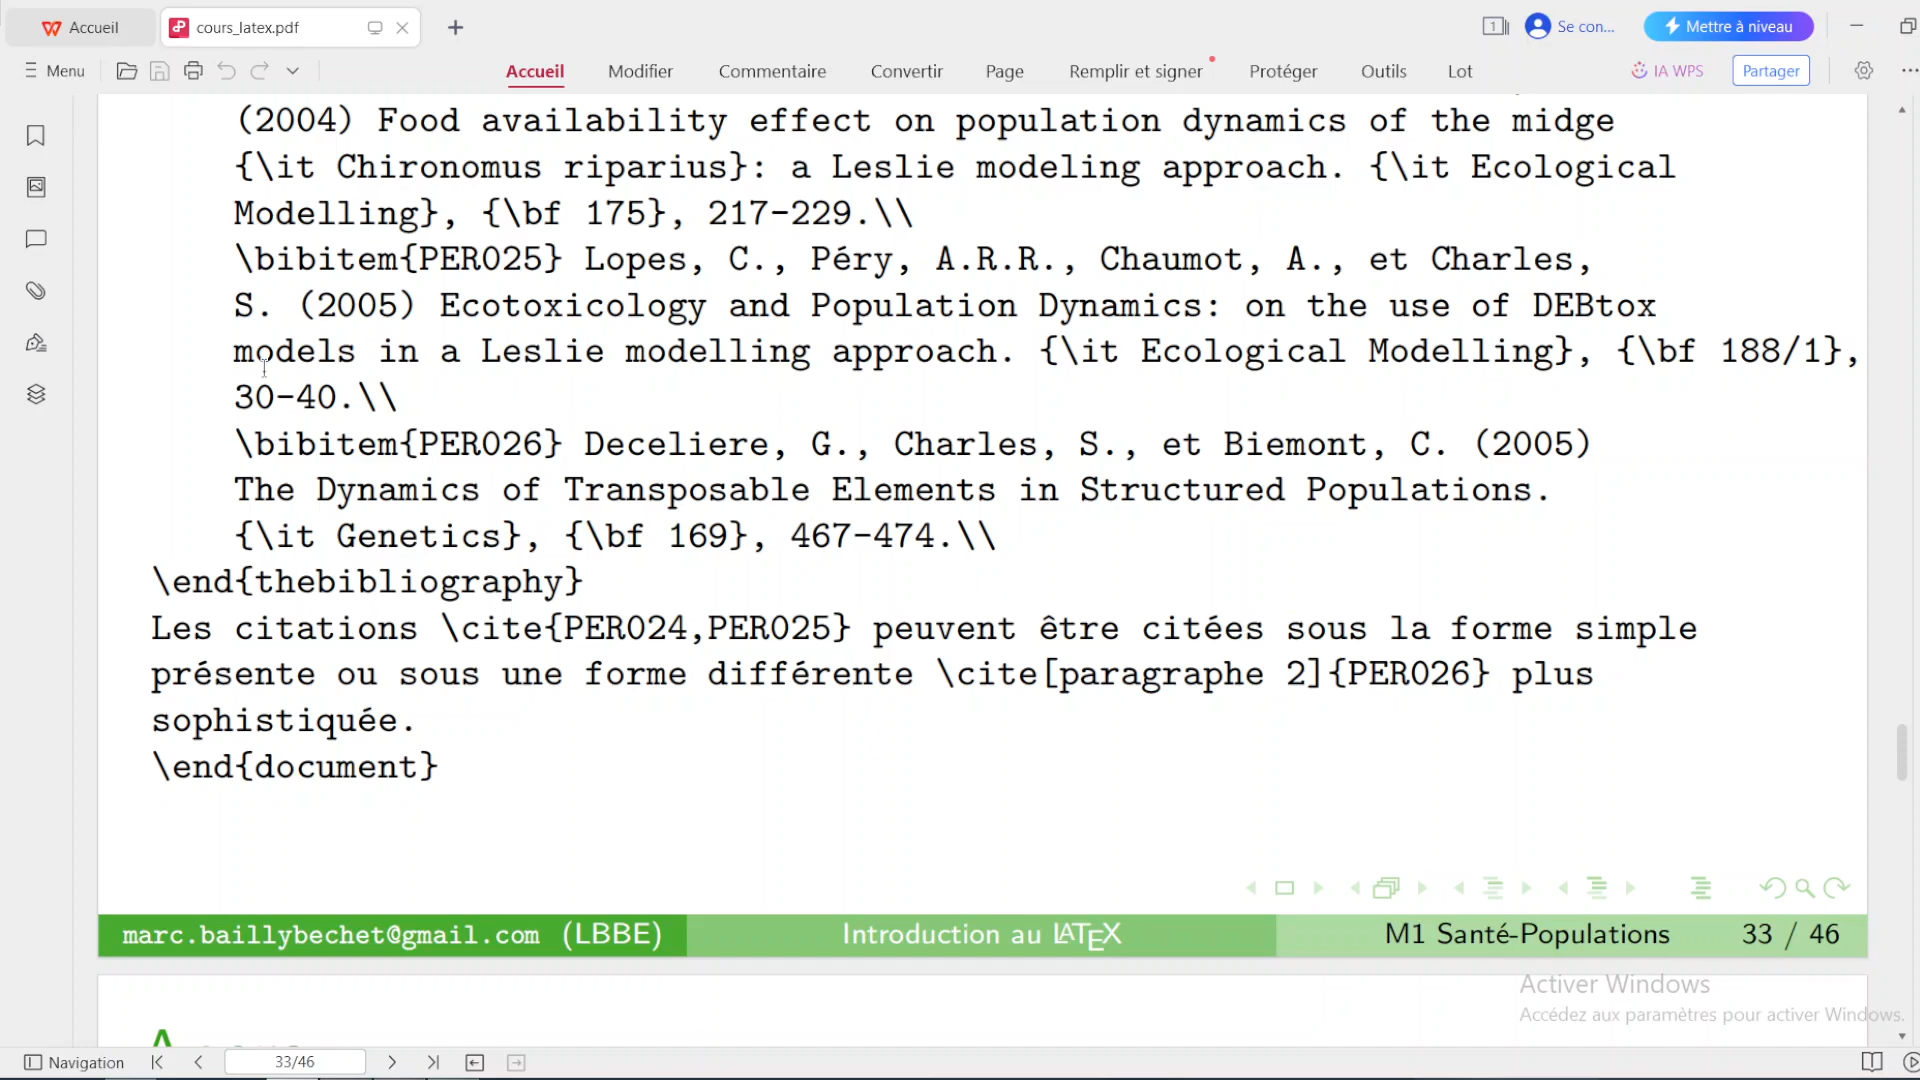 Accueil
cours_latex.pdf
1
Se con...
Mettre à niveau
Menu
Accueil
Modifier
Commentaire
Convertir
Page
Remplir et signer
Protéger
Outils
Lot
IA WPS
Partager
(2004) Food availability effect on population dynamics of the midge
{\it Chironomus riparius}: a Leslie modeling approach. {\it Ecological
Modelling}, {\bf 175}, 217-229.\\
\bibitem{PER025} Lopes, C., Péry, A.R.R., Chaumot, A., et Charles,
S. (2005) Ecotoxicology and Population Dynamics: on the use of DEBtox
models in a Leslie modelling approach. {\it Ecological Modelling}, {\bf 188/1},
30-40.\\
\bibitem{PER026} Deceliere, G., Charles, S., et Biemont, C. (2005)
The Dynamics of Transposable Elements in Structured Populations.
{\it Genetics}, {\bf 169}, 467-474.\\
\end{thebibliography}
Les citations \cite{PER024,PER025} peuvent être citées sous la forme simple
présente ou sous une forme différente \cite[paragraphe 2]{PER026} plus
sophistiquée.
\end{document}
marc.baillybechet@gmail.com (LBBE)
Introduction au LATEX
M1 Santé-Populations
33 / 46
Activer Windows
Accédez aux paramètres pour activer Windows.
Navigation
33/46